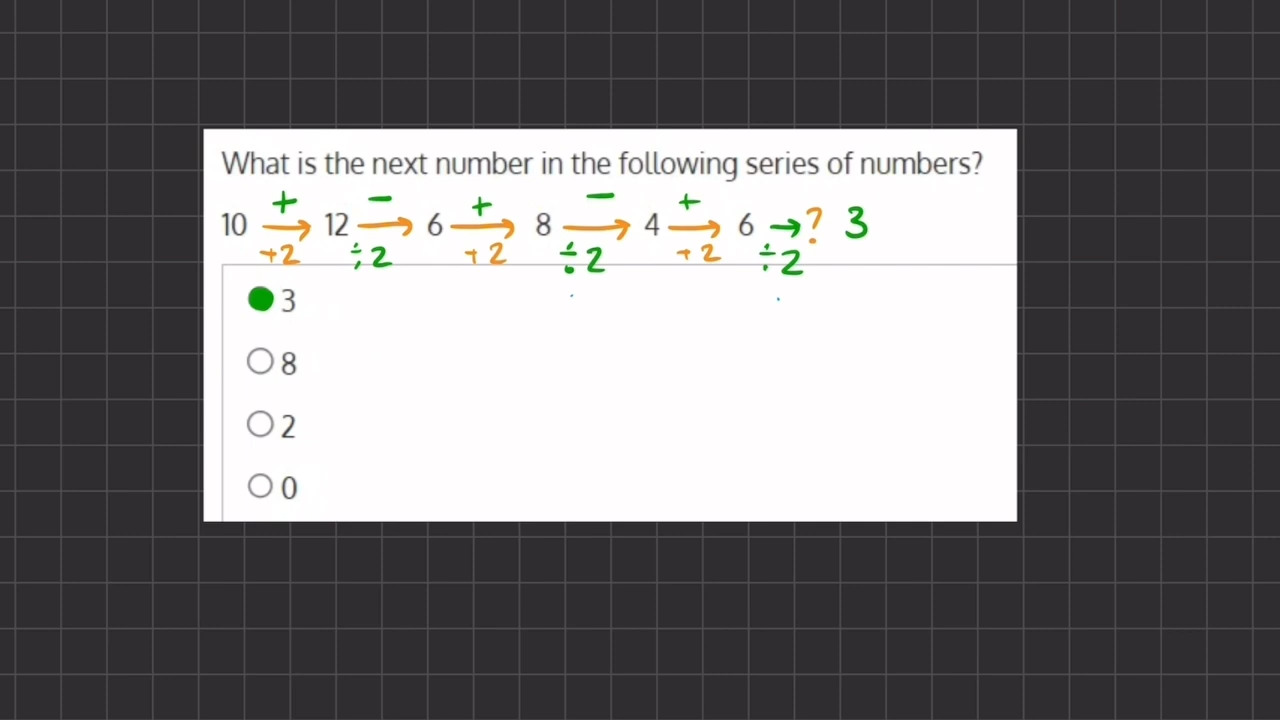 What is the next number in the following series of numbers?
+ − + − +
10 → 12 → 6 → 8 → 4 → 6 → ? 3
+2 ÷2 +2 ÷2 +2 ÷2
3
8
2
0